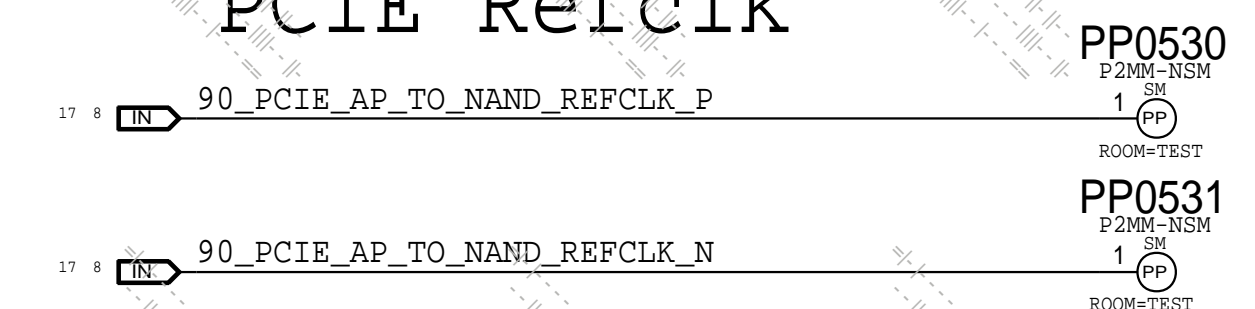 PCIE Refclk
PP0530
P2MM-NSM
SM
17 8 IN 90_PCIE_AP_TO_NAND_REFCLK_P 1 PP
ROOM=TEST
PP0531
P2MM-NSM
SM
17 8 IN 90_PCIE_AP_TO_NAND_REFCLK_N 1 PP
ROOM=TEST